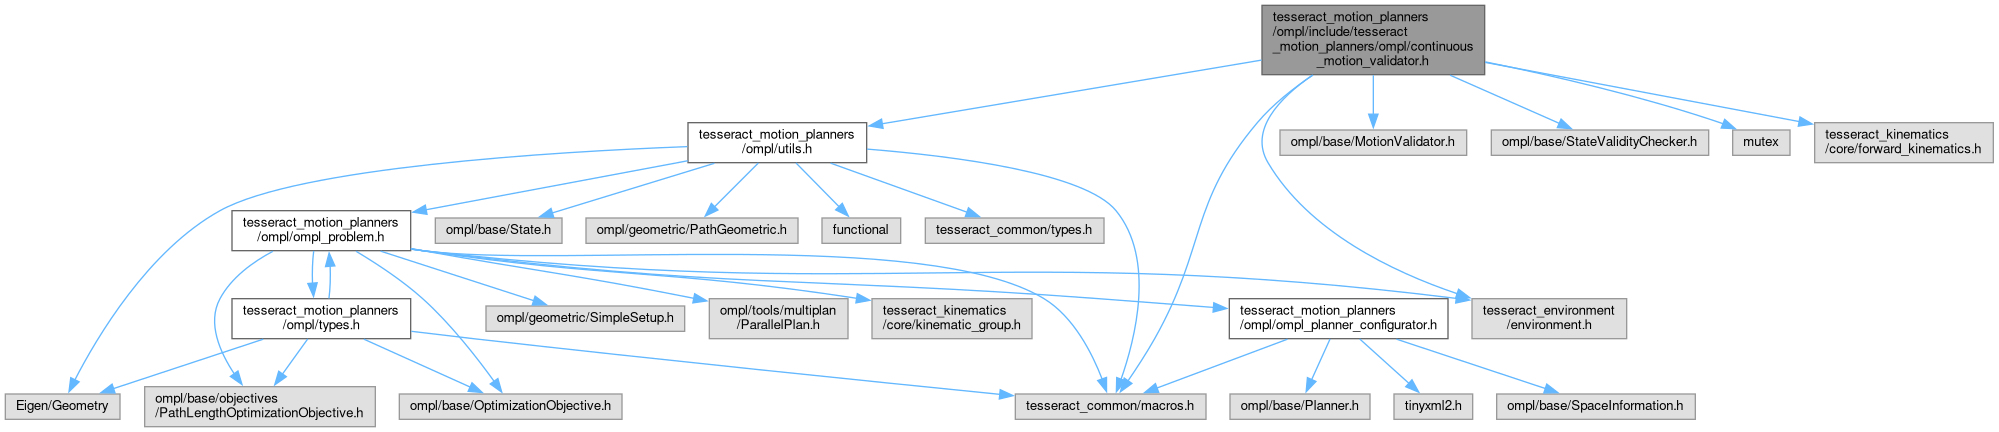 tesseract_motion_planners
/ompl/include/tesseract
_motion_planners/ompl/continuous
_motion_validator.h
tesseract_motion_planners
/ompl/utils.h
ompl/base/MotionValidator.h
ompl/base/StateValidityChecker.h
mutex
tesseract_kinematics
/core/forward_kinematics.h
tesseract_motion_planners
/ompl/ompl_problem.h
ompl/base/State.h
ompl/geometric/PathGeometric.h
functional
tesseract_common/types.h
tesseract_motion_planners
/ompl/types.h
ompl/geometric/SimpleSetup.h
ompl/tools/multiplan
/ParallelPlan.h
tesseract_kinematics
/core/kinematic_group.h
tesseract_motion_planners
/ompl/ompl_planner_configurator.h
tesseract_environment
/environment.h
Eigen/Geometry
ompl/base/objectives
/PathLengthOptimizationObjective.h
ompl/base/OptimizationObjective.h
tesseract_common/macros.h
ompl/base/Planner.h
tinyxml2.h
ompl/base/SpaceInformation.h